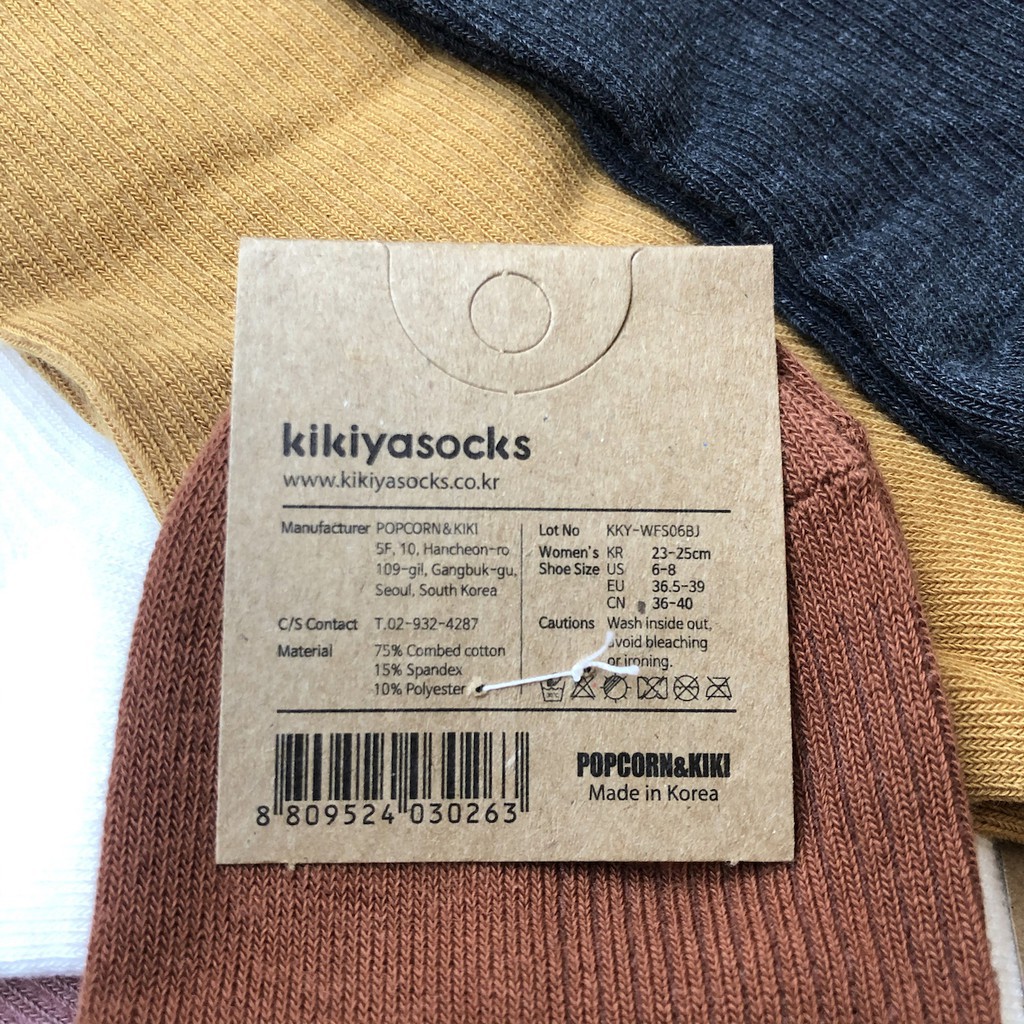 kikiyasocks
www.kikiyasocks.co.kr
Manufacturer POPCORN&KIKI
5F, 10, Hancheon-ro
109-gil, Gangbuk-gu,
Seoul, South Korea
C/S Contact T.02-932-4287
Material 75% Combed cotton
15% Spandex
10% Polyester
Lot No KKY-WFS06BJ
Women's KR 23-25cm
Shoe Size US 6-8
EU 36.5-39
CN 36-40
Cautions Wash inside out,
avoid bleaching
or ironing.
8 809524 030263
POPCORN&KIKI
Made in Korea